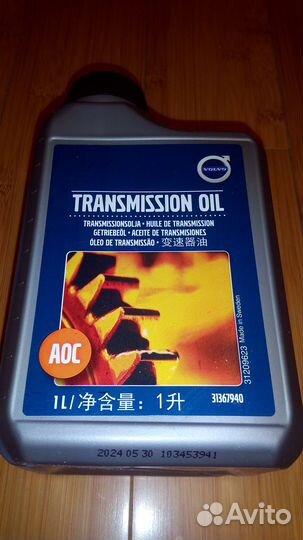 VOLVO
TRANSMISSION OIL
TRANSMISSIONSOLJA • HUILE DE TRANSMISSION
GETRIEBEÖL • ACEITE DE TRANSMISIONES
ÓLEO DE TRANSMISSÃO • 变速器油
AOC
31209623 Made in Sweden
1L/净含量：1升
31367940
2024 05 30 103453941
Avito